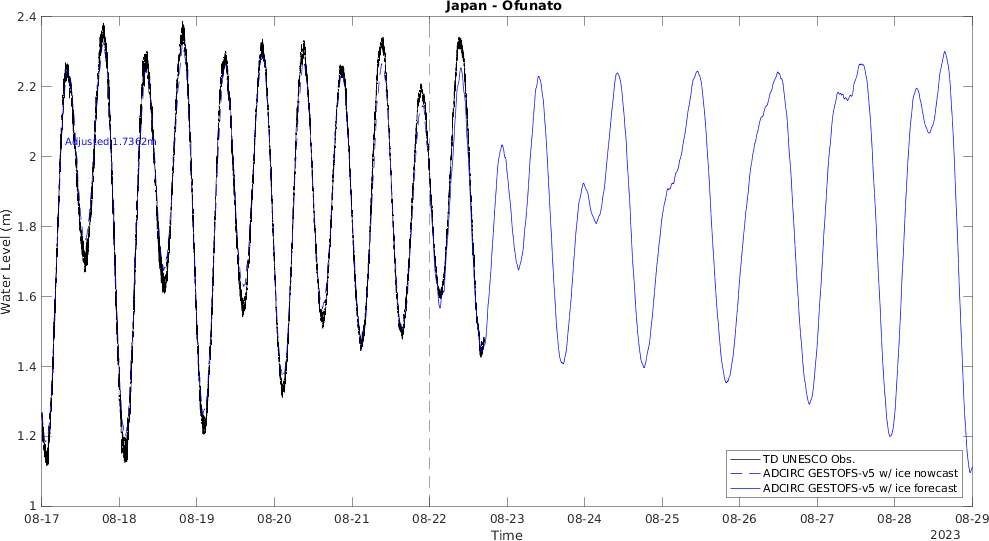 Japan - Ofunato
2.4
2.2
2
1.8
1.6
1.4
1.2
1
Water Level (m)
Adjusted:1.7362m
TD UNESCO Obs.
ADCIRC GESTOFS-v5 w/ ice nowcast
ADCIRC GESTOFS-v5 w/ ice forecast
08-17 08-18 08-19 08-20 08-21 08-22 08-23 08-24 08-25 08-26 08-27 08-28 08-29
Time
2023